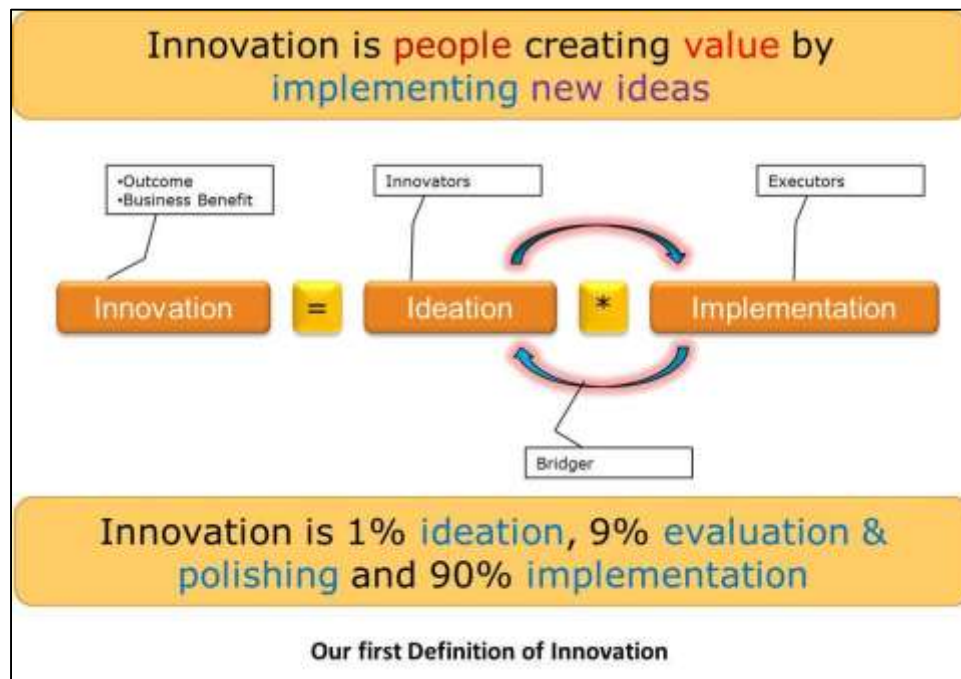 Innovation is people creating value by
implementing new ideas
•Outcome
•Business Benefit
Innovators
Executors
Innovation
=
Ideation
*
Implementation
Bridger
Innovation is 1% ideation, 9% evaluation &
polishing and 90% implementation
Our first Definition of Innovation